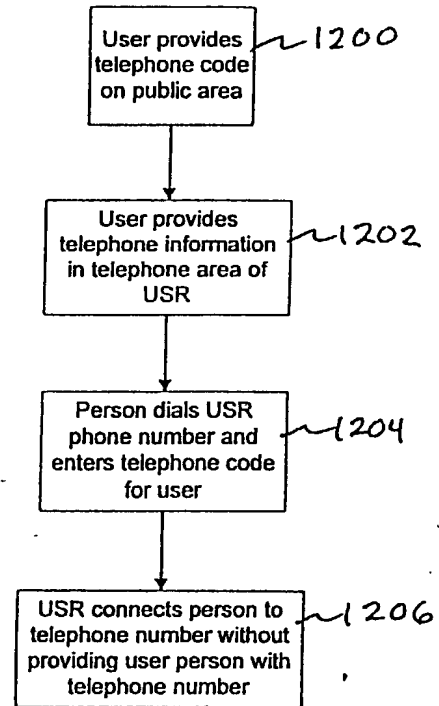 User provides
telephone code
on public area
1200
User provides
telephone information
in telephone area of
USR
1202
Person dials USR
phone number and
enters telephone code
for user
1204
USR connects person to
telephone number without
providing user person with
telephone number
1206